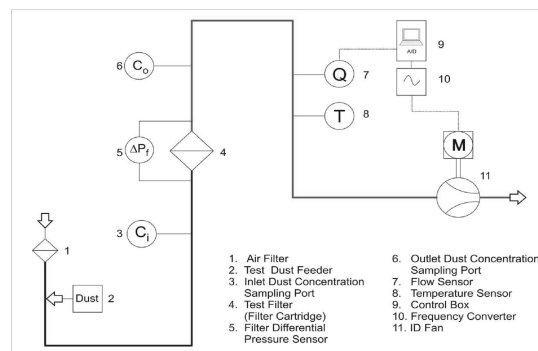 6 Co
Q 7
A/D 9
10
T 8
5 ΔPf 4
M
11
3 Ci
1
Dust 2
1. Air Filter
2. Test Dust Feeder
3. Inlet Dust Concentration
Sampling Port
4. Test Filter
(Filter Cartridge)
5. Filter Differential
Pressure Sensor
6. Outlet Dust Concentration
Sampling Port
7. Flow Sensor
8. Temperature Sensor
9. Control Box
10. Frequency Converter
11. ID Fan